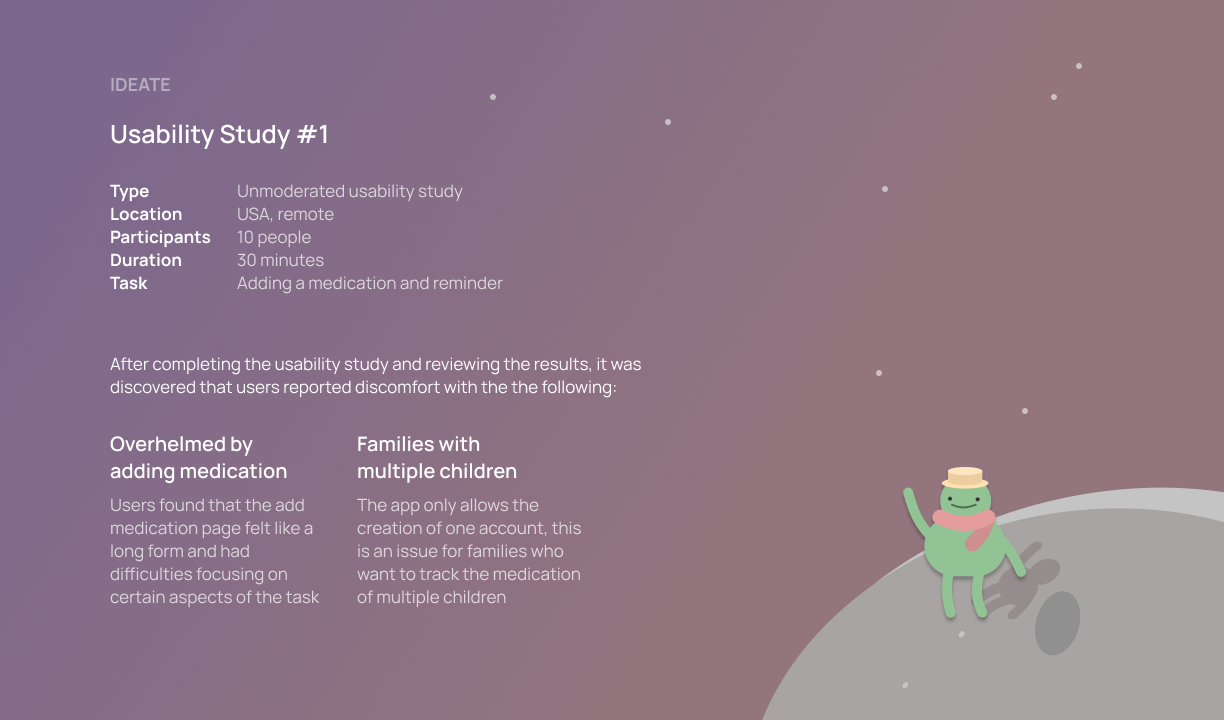 IDEATE
Usability Study #1
Type Unmoderated usability study
Location USA, remote
Participants 10 people
Duration 30 minutes
Task Adding a medication and reminder
After completing the usability study and reviewing the results, it was
discovered that users reported discomfort with the the following:
Overhelmed by
adding medication
Users found that the add
medication page felt like a
long form and had
difficulties focusing on
certain aspects of the task
Families with
multiple children
The app only allows the
creation of one account, this
is an issue for families who
want to track the medication
of multiple children